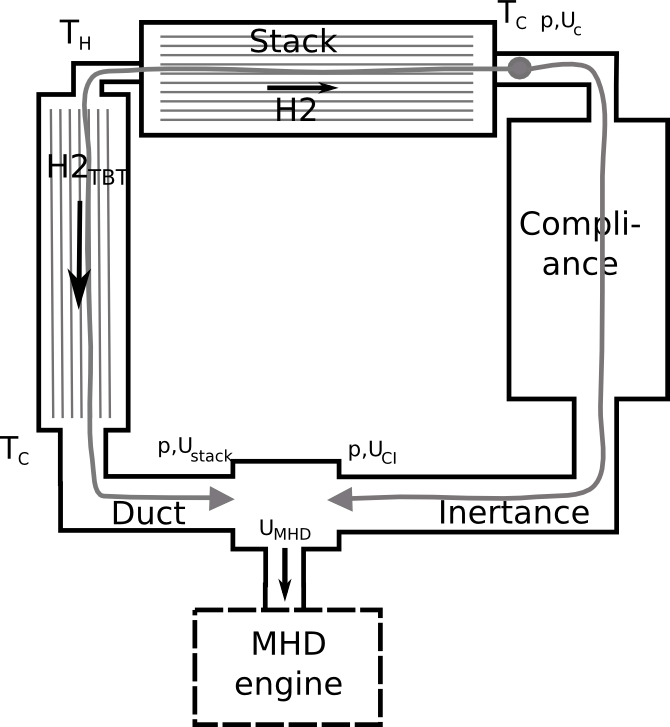 T_H
Stack
T_C p,U_c
H2
H2_TBT
Compli-
ance
T_C
p,U_stack
p,U_CI
Duct
U_MHD
Inertance
MHD
engine